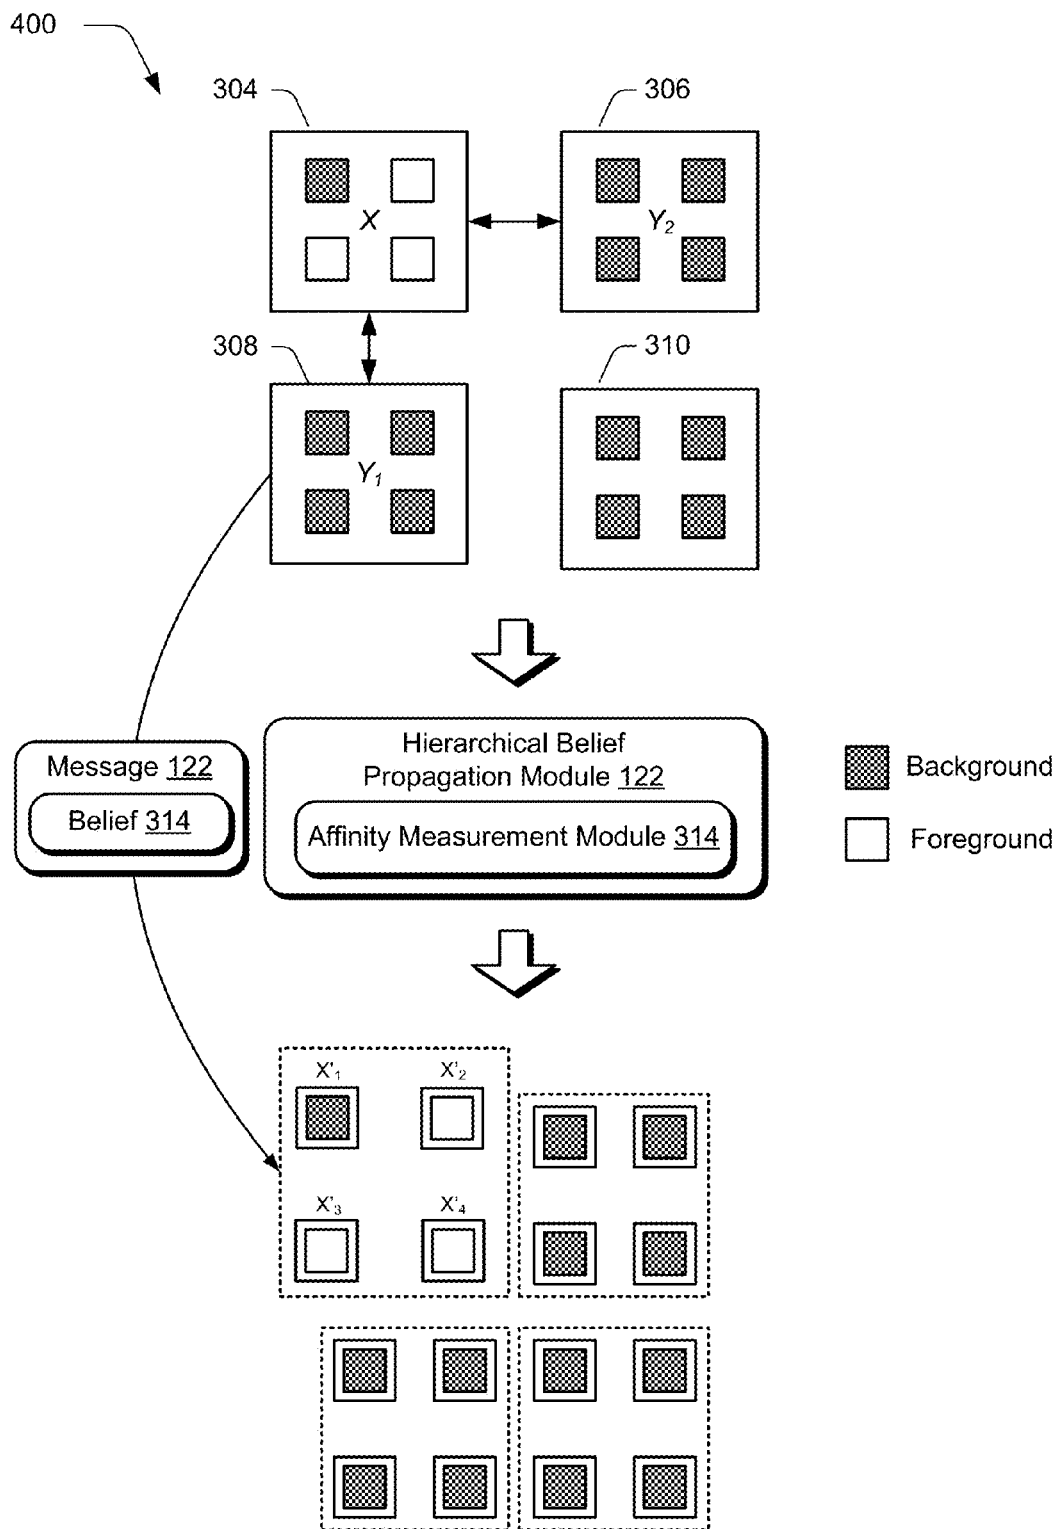 400
304
306
X
Y2
308
310
Y1
Message 122
Belief 314
Hierarchical Belief
Propagation Module 122
Affinity Measurement Module 314
Background
Foreground
X'1
X'2
X'3
X'4